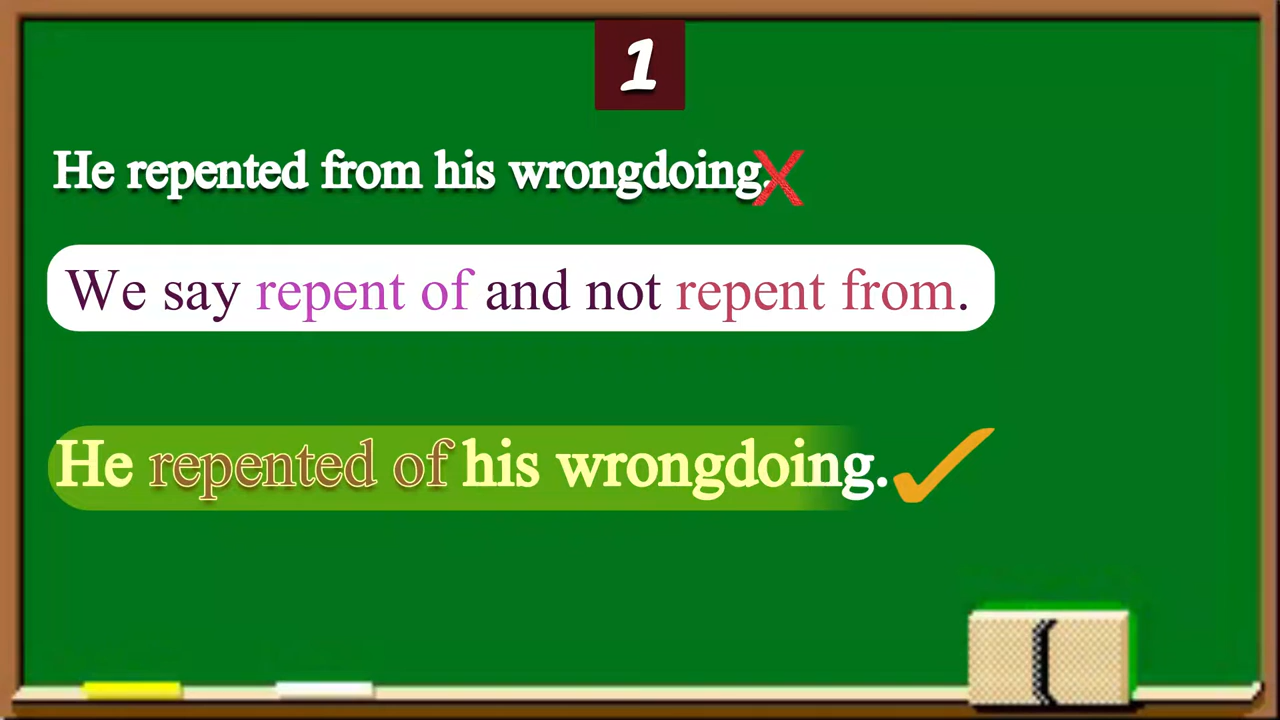 1
He repented from his wrongdoing.
We say repent of and not repent from.
He repented of his wrongdoing.